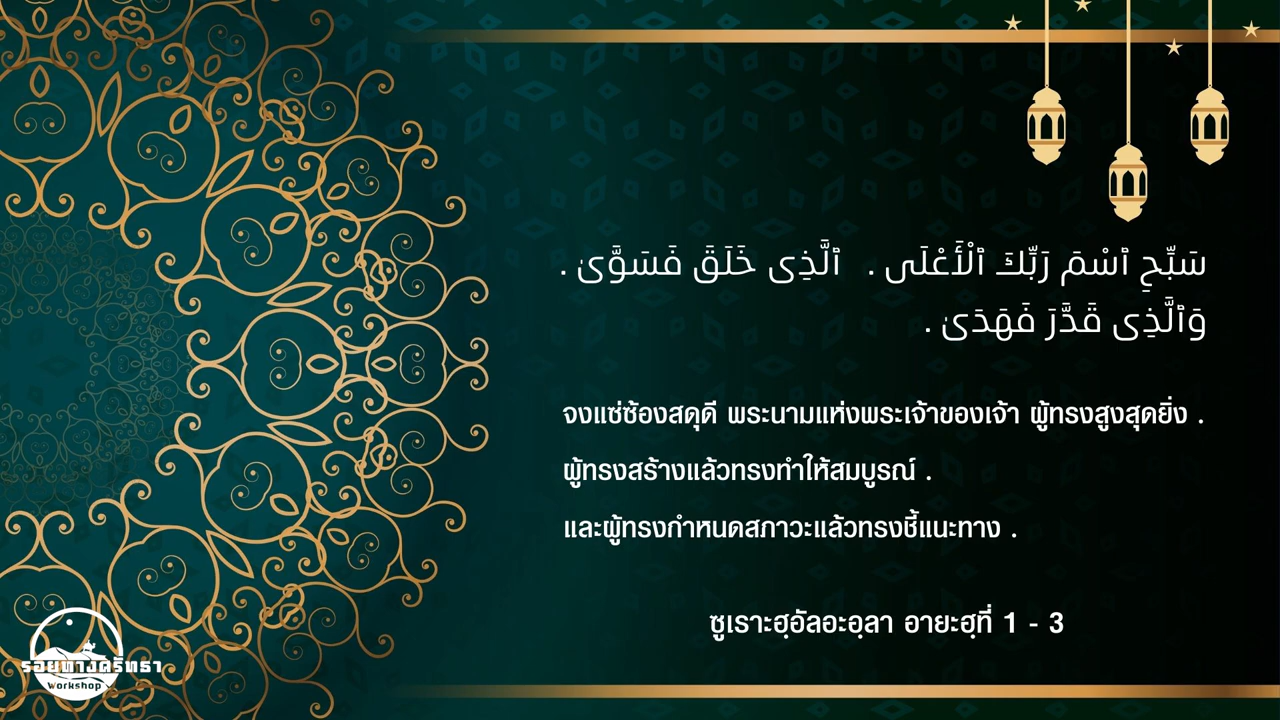 سَبِّحِ ٱسْمَ رَبِّكَ ٱلْأَعْلَى . ٱلَّذِى خَلَقَ فَسَوَّىٰ .
وَٱلَّذِى قَدَّرَ فَهَدَىٰ .
จงแซ่ซ้องสดุดี พระนามแห่งพระเจ้าของเจ้า ผู้ทรงสูงสุดยิ่ง .
ผู้ทรงสร้างแล้วทรงทำให้สมบูรณ์ .
และผู้ทรงกำหนดสภาวะแล้วทรงชี้แนะทาง .
ซูเราะฮฺอัลอะอฺลา อายะฮฺที่ 1 - 3
รอยทางศรัทธา
Workshop